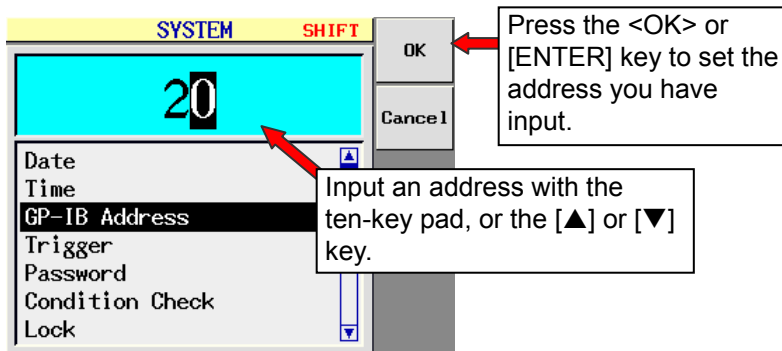 SYSTEM SHIFT
20
Date
Time
GP-IB Address
Trigger
Password
Condition Check
Lock
OK
Cancel
Press the <OK> or
[ENTER] key to set the
address you have
input.
Input an address with the
ten-key pad, or the [▲] or [▼]
key.